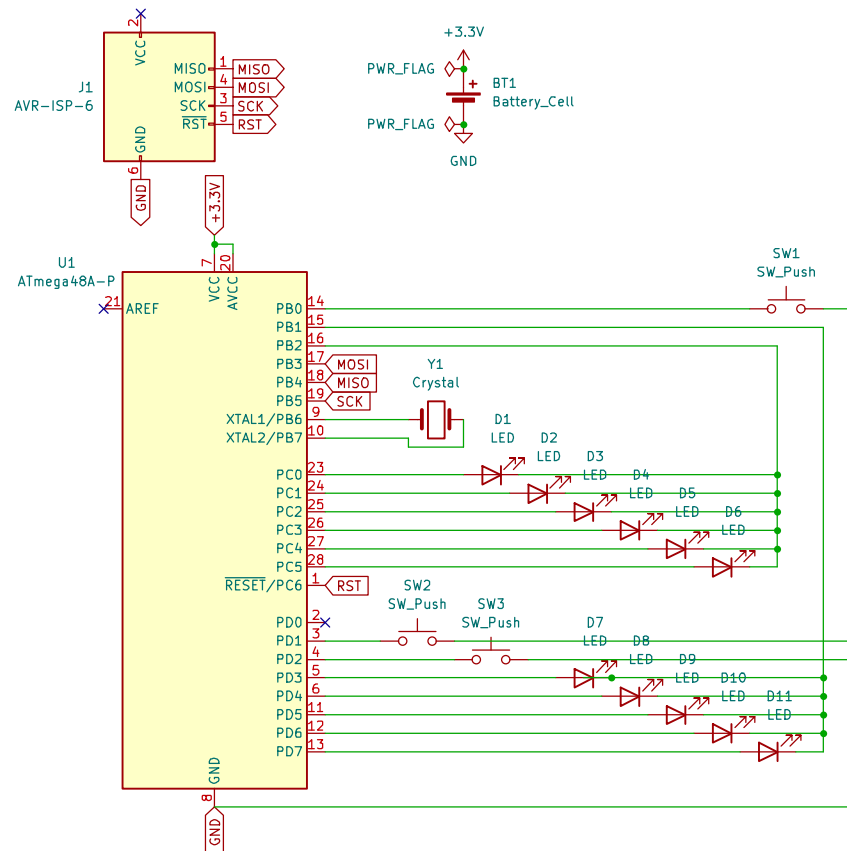 2
VCC
J1
AVR-ISP-6
MISO 1 MISO
MOSI 4 MOSI
SCK 3 SCK
RST 5 RST
GND
6
GND
+3.3V
PWR_FLAG
BT1
+
Battery_Cell
PWR_FLAG
GND
+3.3V
U1
ATmega48A-P
7
20
VCC
AVCC
21 AREF
SW1
SW_Push
PB0 14
PB1 15
PB2 16
PB3 17 MOSI
PB4 18 MISO
PB5 19 SCK
XTAL1/PB6 9
XTAL2/PB7 10
Y1
Crystal
PC0 23
PC1 24
PC2 25
PC3 26
PC4 27
PC5 28
RESET/PC6 1 RST
D1
LED
D2
LED
D3
LED
D4
LED
D5
LED
D6
LED
SW2
SW_Push
SW3
SW_Push
PD0 2
PD1 3
PD2 4
PD3 5
PD4 6
PD5 11
PD6 12
PD7 13
D7
LED
D8
LED
D9
LED
D10
LED
D11
LED
GND
8
GND